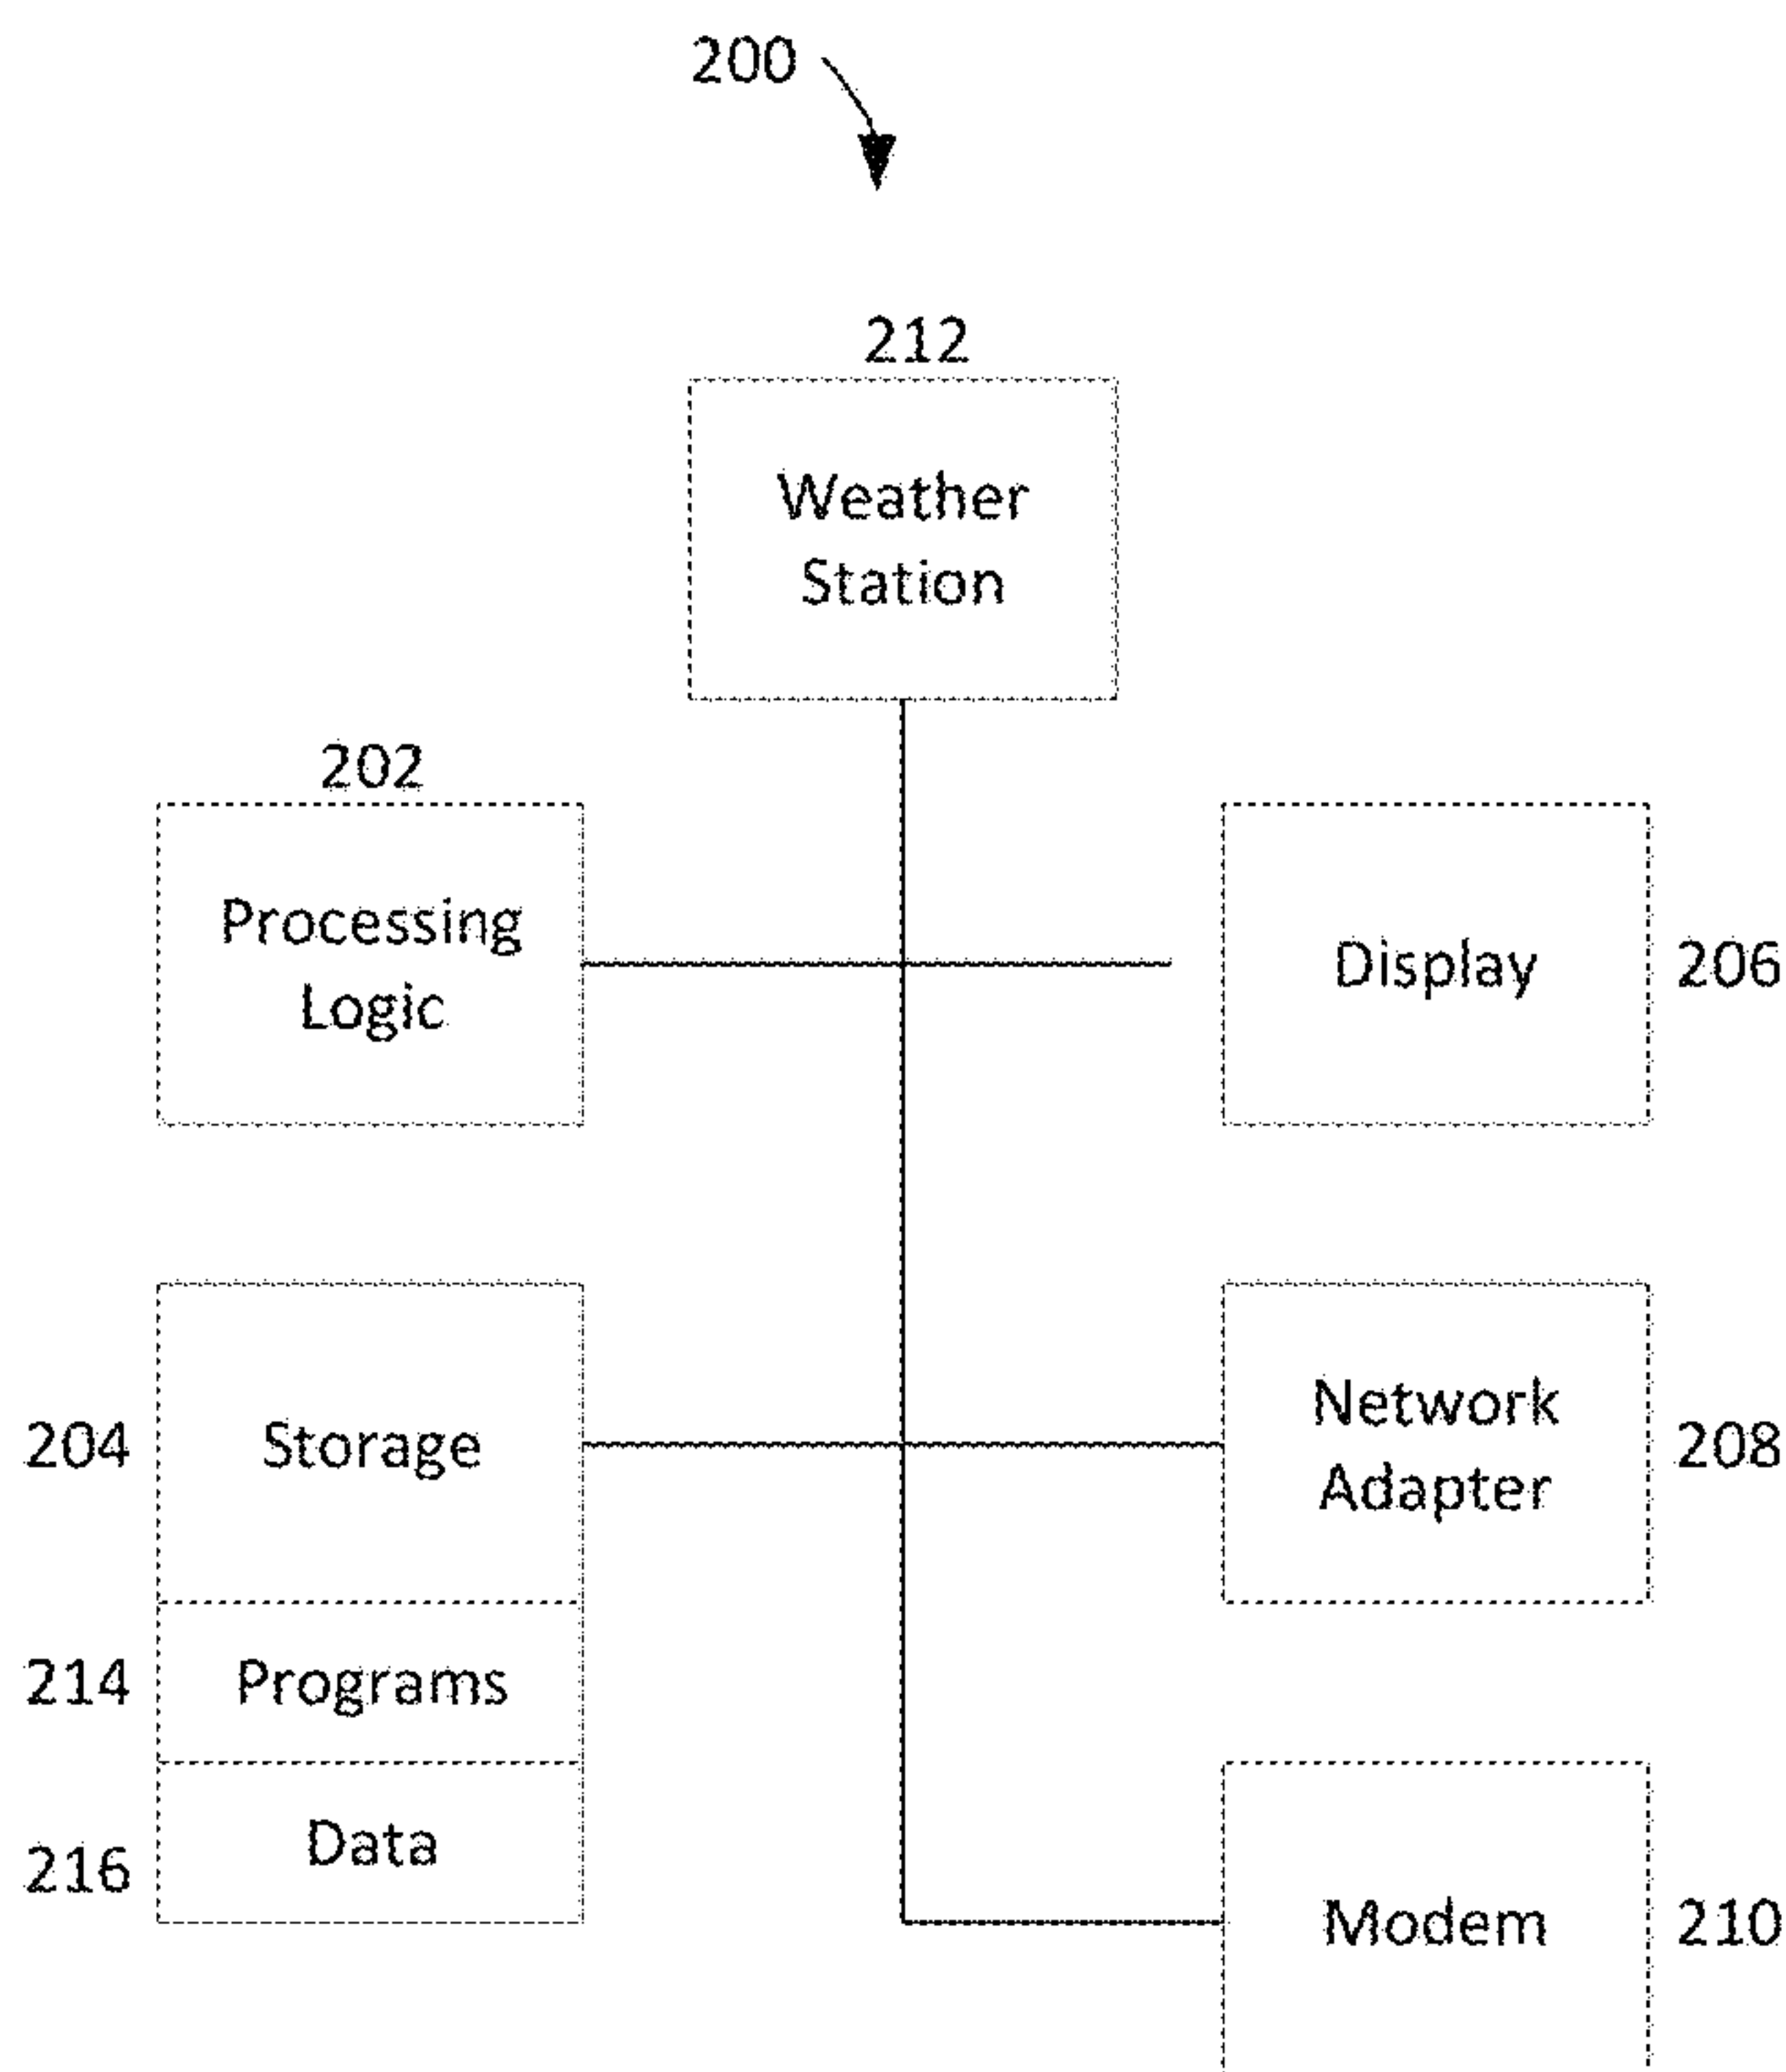 200
212
Weather
Station
202
Processing
Logic
Display
206
204
Storage
Network
Adapter
208
214
Programs
216
Data
Modem
210